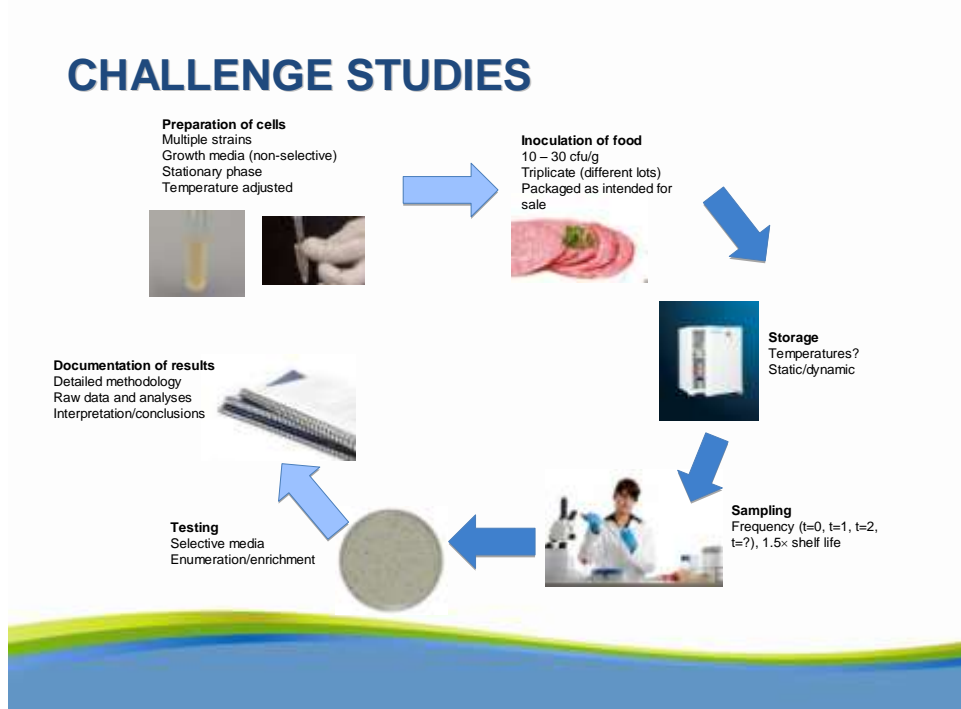 CHALLENGE STUDIES
Preparation of cells
Multiple strains
Growth media (non-selective)
Stationary phase
Temperature adjusted
Inoculation of food
10 – 30 cfu/g
Triplicate (different lots)
Packaged as intended for
sale
Storage
Temperatures?
Static/dynamic
Sampling
Frequency (t=0, t=1, t=2,
t=?), 1.5× shelf life
Testing
Selective media
Enumeration/enrichment
Documentation of results
Detailed methodology
Raw data and analyses
Interpretation/conclusions